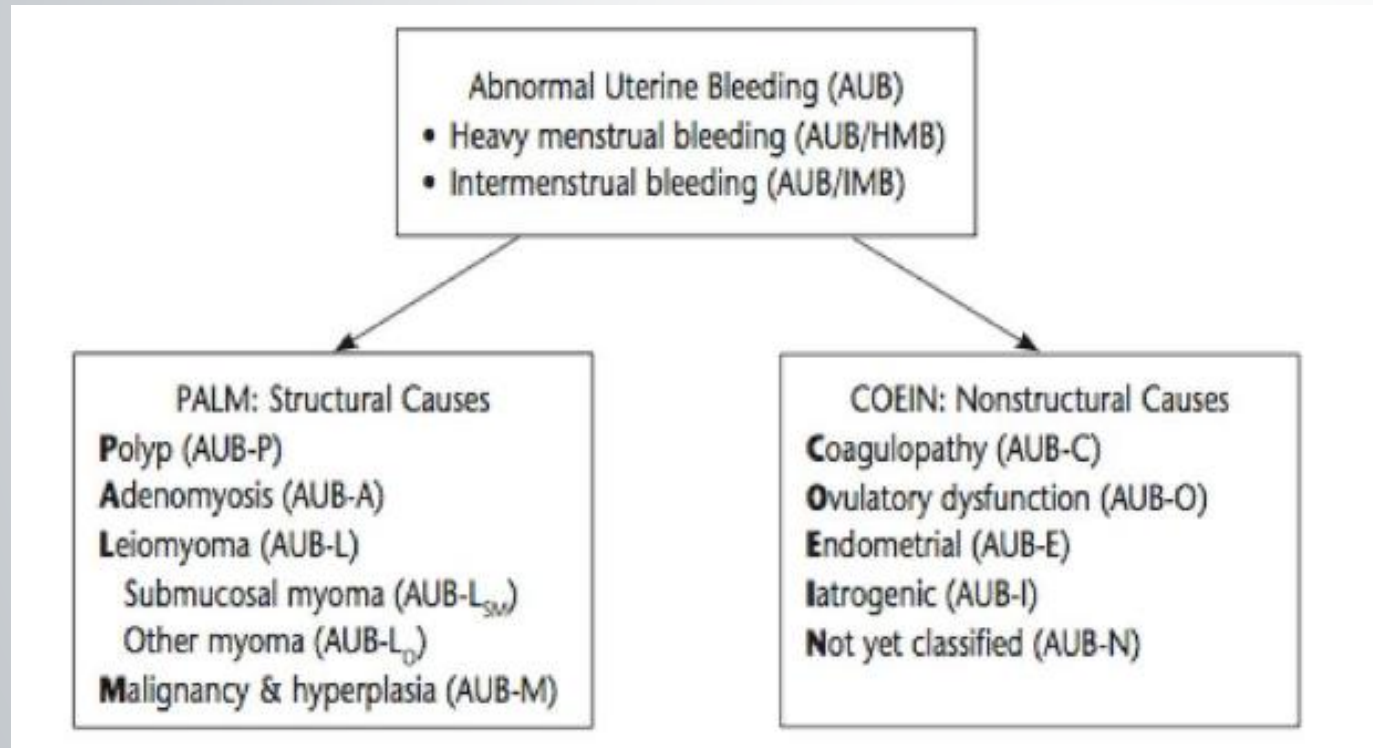 Abnormal Uterine Bleeding (AUB)
• Heavy menstrual bleeding (AUB/HMB)
• Intermenstrual bleeding (AUB/IMB)
PALM: Structural Causes
Polyp (AUB-P)
Adenomyosis (AUB-A)
Leiomyoma (AUB-L)
Submucosal myoma (AUB-L_SM)
Other myoma (AUB-L_O)
Malignancy & hyperplasia (AUB-M)
COEIN: Nonstructural Causes
Coagulopathy (AUB-C)
Ovulatory dysfunction (AUB-O)
Endometrial (AUB-E)
Iatrogenic (AUB-I)
Not yet classified (AUB-N)